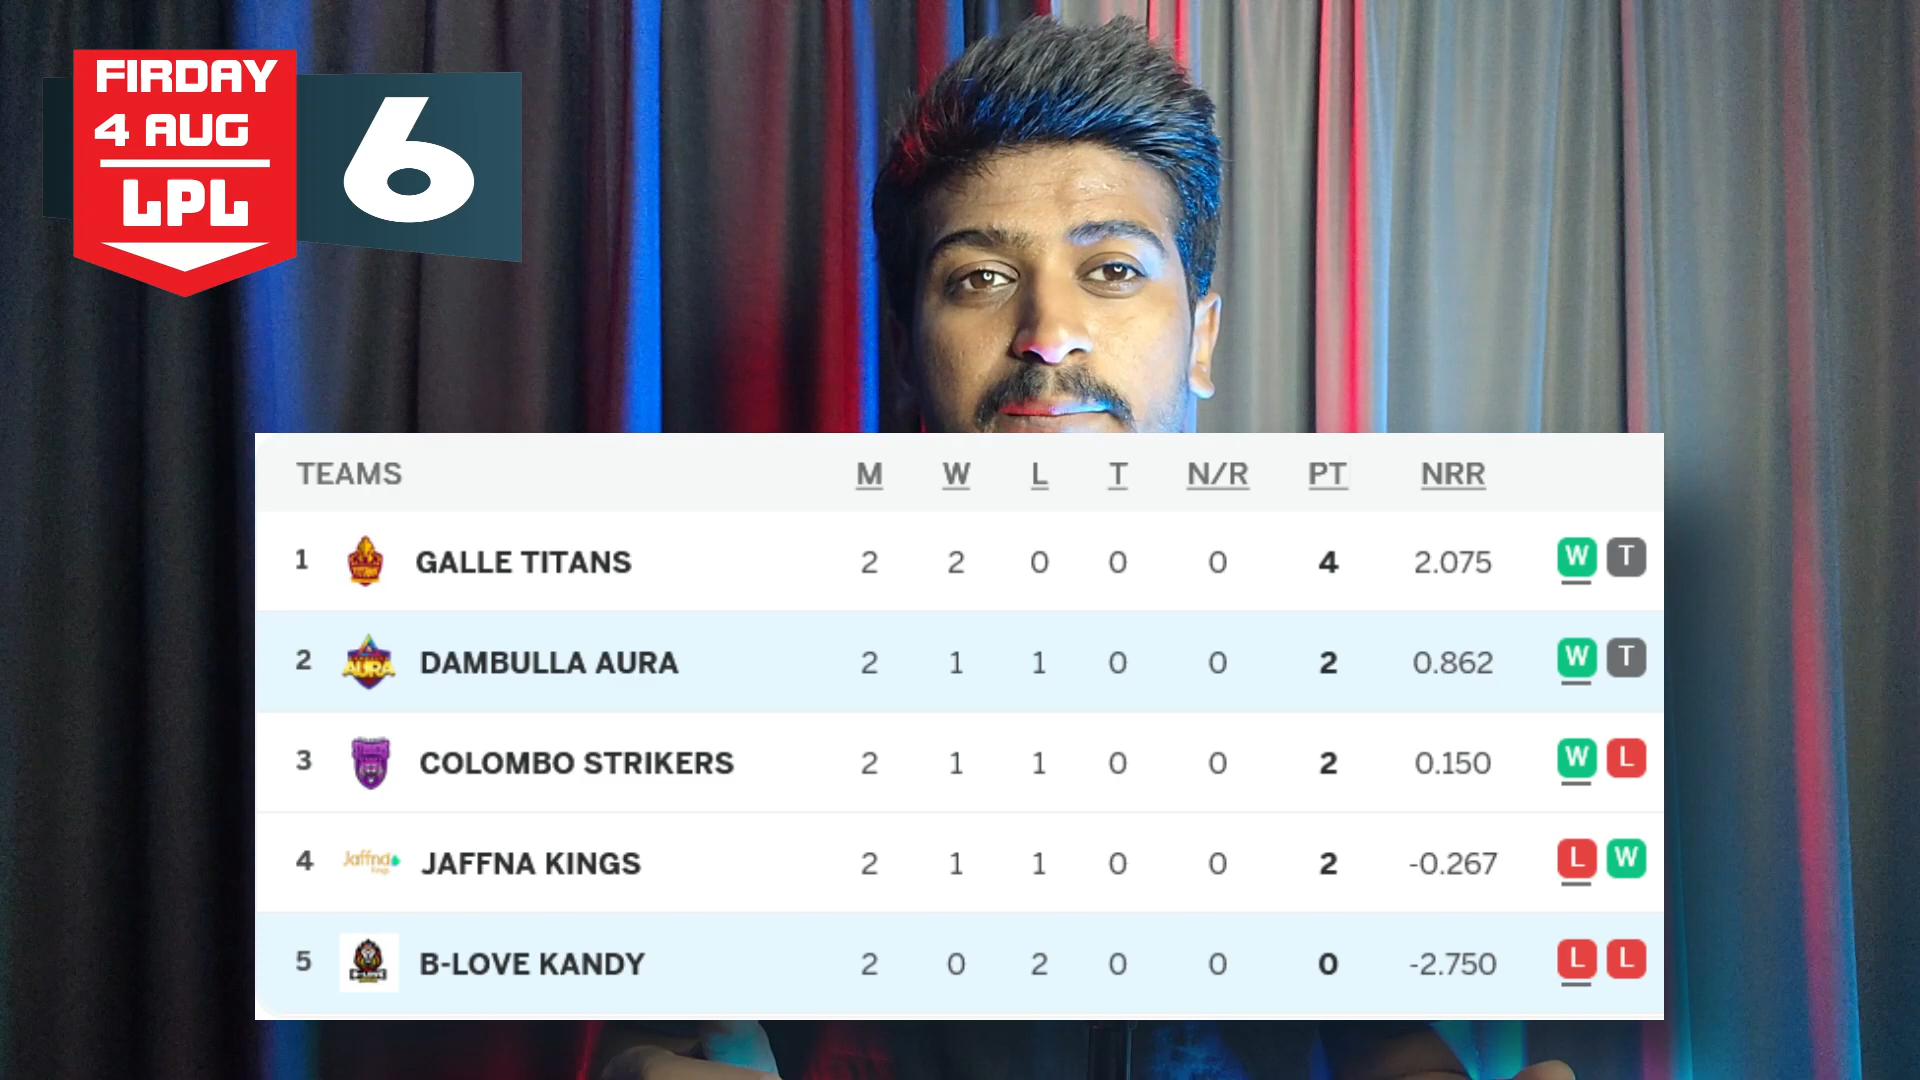 FIRDAY
4 AUG
LPL
6
TEAMS M W L T N/R PT NRR
1 GALLE TITANS 2 2 0 0 0 4 2.075 W T
2 AURA DAMBULLA AURA 2 1 1 0 0 2 0.862 W T
3 COLOMBO STRIKERS 2 1 1 0 0 2 0.150 W L
4 Jaffna Kings JAFFNA KINGS 2 1 1 0 0 2 -0.267 L W
5 B-LOVE B-LOVE KANDY 2 0 2 0 0 0 -2.750 L L